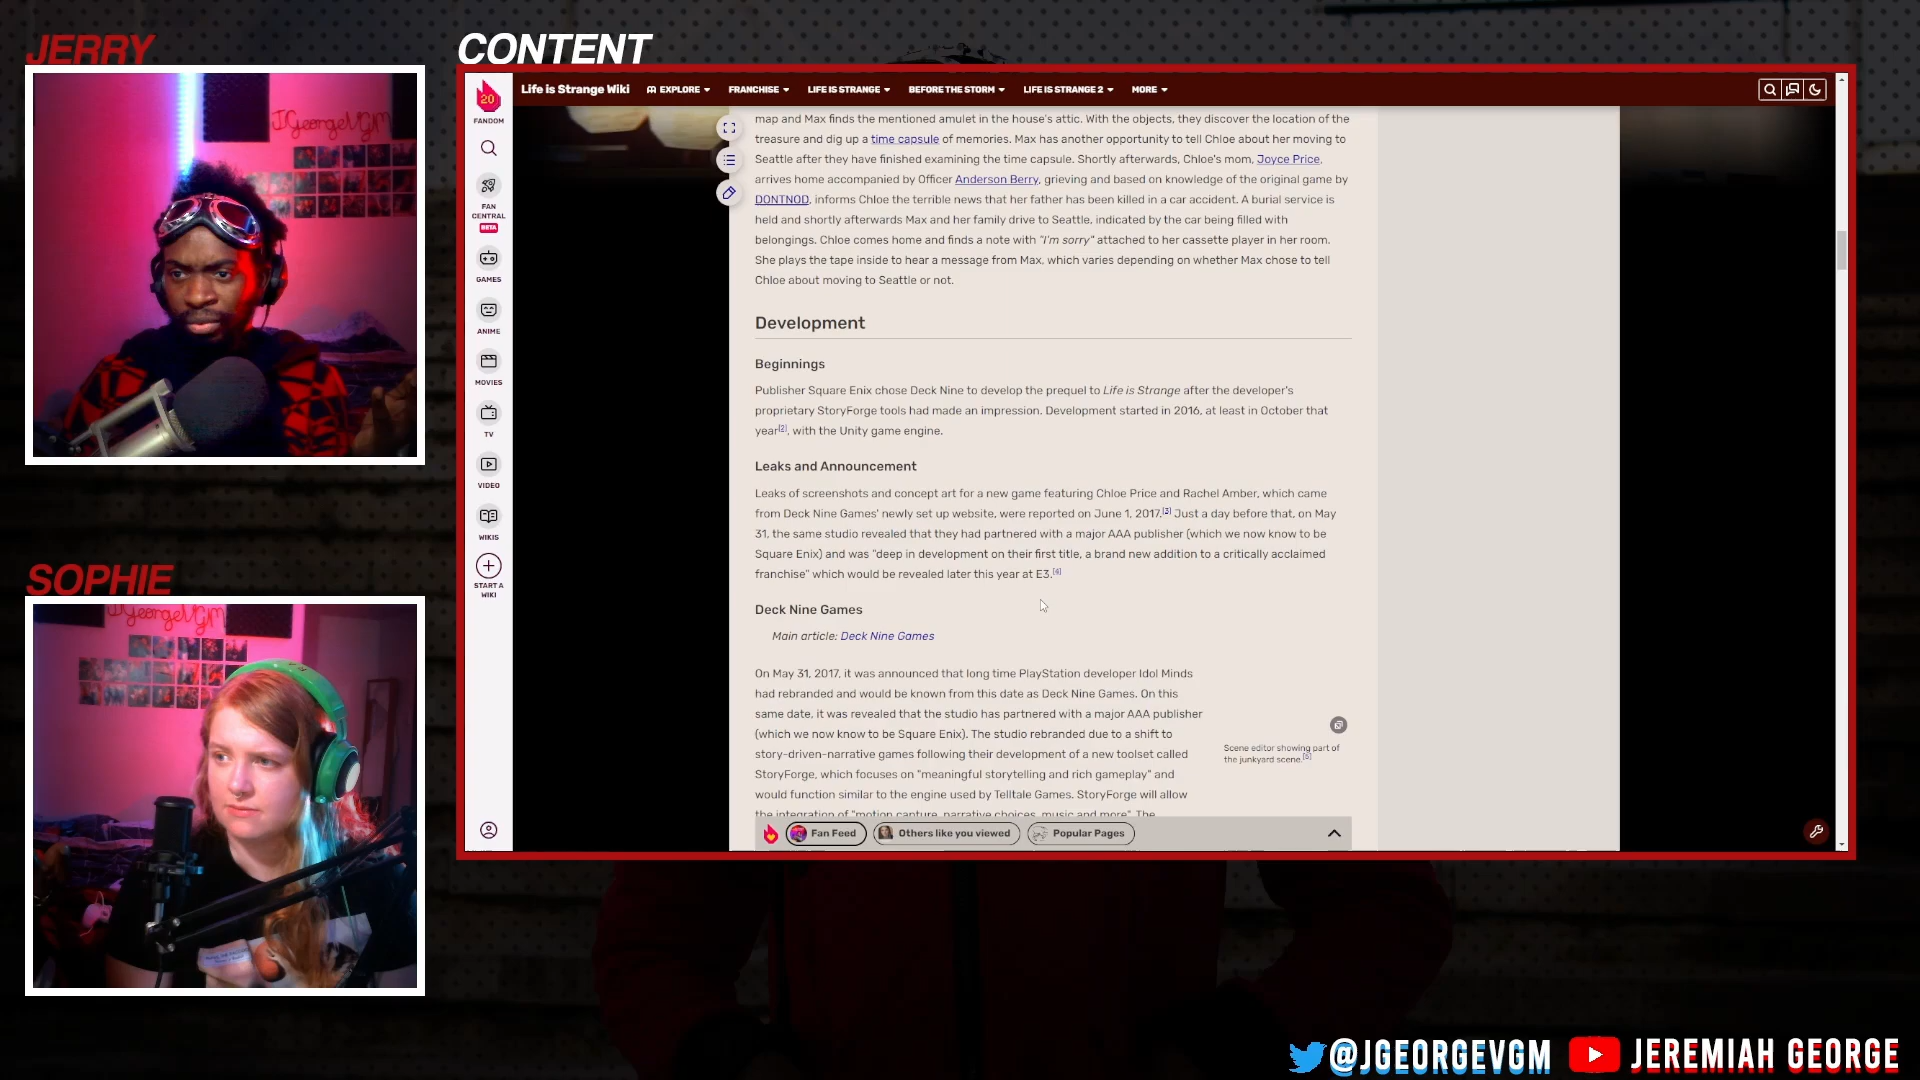 JERRY
CONTENT
20
FANDOM
Life is Strange Wiki
EXPLORE
FRANCHISE
LIFE IS STRANGE
BEFORE THE STORM
LIFE IS STRANGE 2
MORE
JGeorgeVGM
FAN
CENTRAL
BETA
GAMES
ANIME
MOVIES
TV
VIDEO
WIKIS
START A
WIKI
map and Max finds the mentioned amulet in the house's attic. With the objects, they discover the location of the
treasure and dig up a time capsule of memories. Max has another opportunity to tell Chloe about her moving to
Seattle after they have finished examining the time capsule. Shortly afterwards, Chloe's mom, Joyce Price,
arrives home accompanied by Officer Anderson Berry, grieving and based on knowledge of the original game by
DONTNOD, informs Chloe the terrible news that her father has been killed in a car accident. A burial service is
held and shortly afterwards Max and her family drive to Seattle, indicated by the car being filled with
belongings. Chloe comes home and finds a note with "I'm sorry" attached to her cassette player in her room.
She plays the tape inside to hear a message from Max, which varies depending on whether Max chose to tell
Chloe about moving to Seattle or not.
Development
Beginnings
Publisher Square Enix chose Deck Nine to develop the prequel to Life is Strange after the developer's
proprietary StoryForge tools had made an impression. Development started in 2016, at least in October that
year[2], with the Unity game engine.
Leaks and Announcement
Leaks of screenshots and concept art for a new game featuring Chloe Price and Rachel Amber, which came
from Deck Nine Games' newly set up website, were reported on June 1, 2017.[3] Just a day before that, on May
31, the same studio revealed that they had partnered with a major AAA publisher (which we now know to be
Square Enix) and was "deep in development on their first title, a brand new addition to a critically acclaimed
franchise" which would be revealed later this year at E3.[4]
Deck Nine Games
Main article: Deck Nine Games
On May 31, 2017, it was announced that long time PlayStation developer Idol Minds
had rebranded and would be known from this date as Deck Nine Games. On this
same date, it was revealed that the studio has partnered with a major AAA publisher
(which we now know to be Square Enix). The studio rebranded due to a shift to
story-driven-narrative games following their development of a new toolset called
StoryForge, which focuses on "meaningful storytelling and rich gameplay" and
would function similar to the engine used by Telltale Games. StoryForge will allow
the integration of "motion capture, narrative choices, music and more". The
Scene editor showing part of
the junkyard scene.[5]
Fan Feed
Others like you viewed
Popular Pages
SOPHIE
JGeorgeVGM
@JGEORGEVGM
JEREMIAH GEORGE